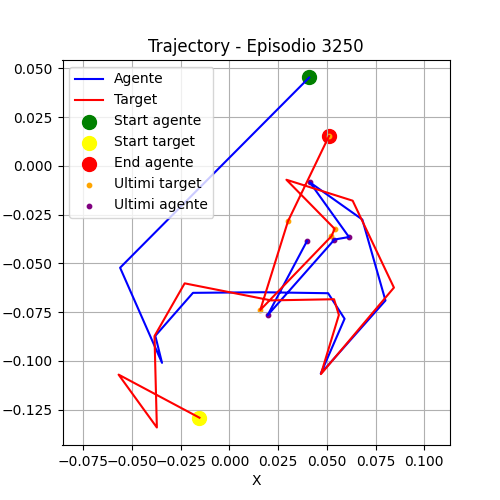 Trajectory - Episodio 3250
Agente
Target
Start agente
Start target
End agente
Ultimi target
Ultimi agente
0.050
0.025
0.000
−0.025
−0.050
−0.075
−0.100
−0.125
−0.075 −0.050 −0.025 0.000 0.025 0.050 0.075 0.100
X